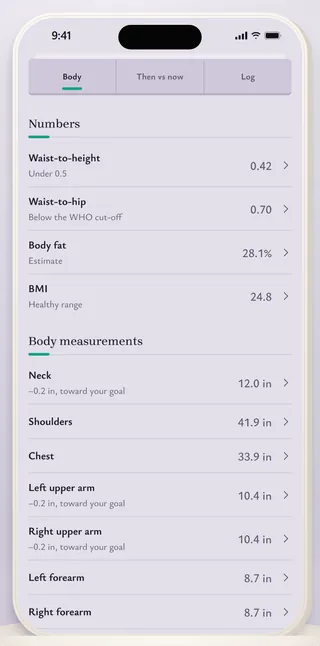 9:41
Body
Then vs now
Log
Numbers
Waist-to-height
Under 0.5
0.42
Waist-to-hip
Below the WHO cut-off
0.70
Body fat
Estimate
28.1%
BMI
Healthy range
24.8
Body measurements
Neck
–0.2 in, toward your goal
12.0 in
Shoulders
41.9 in
Chest
33.9 in
Left upper arm
–0.2 in, toward your goal
10.4 in
Right upper arm
–0.2 in, toward your goal
10.4 in
Left forearm
8.7 in
Right forearm
8.7 in